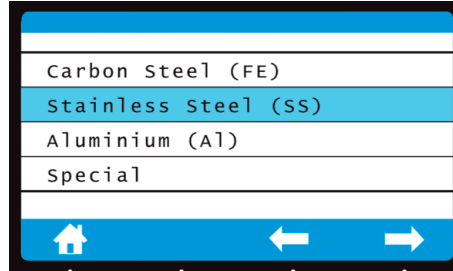 Carbon Steel (FE)
Stainless Steel (SS)
Aluminium (Al)
Special